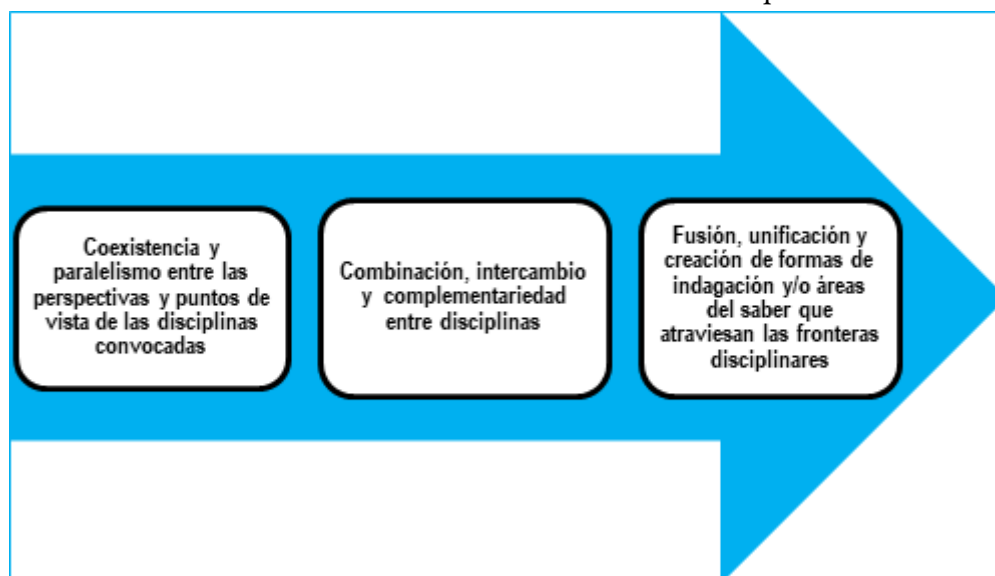 Coexistencia y
paralelismo entre las
perspectivas y puntos de
vista de las disciplinas
convocadas
Combinación, intercambio
y complementariedad
entre disciplinas
Fusión, unificación y
creación de formas de
indagación y/o áreas
del saber que
atraviesan las fronteras
disciplinares